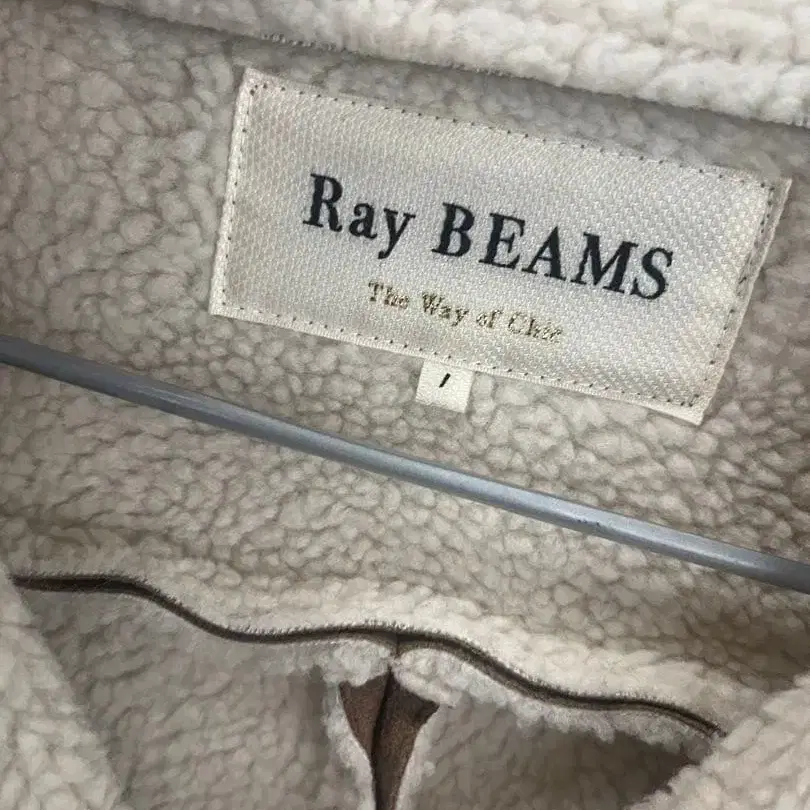 Ray BEAMS
The Way of Chic
1